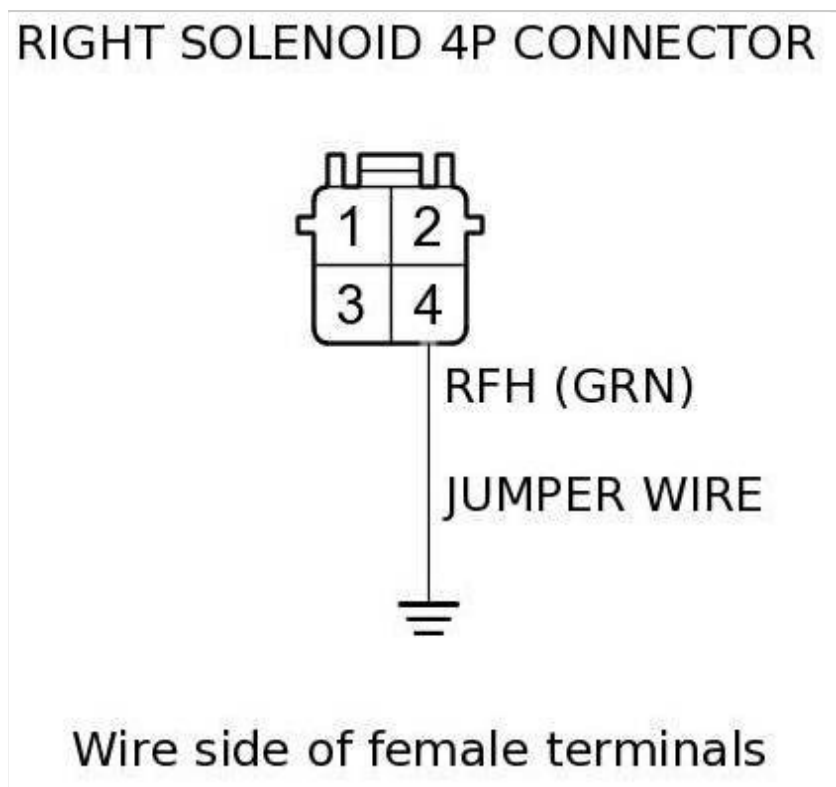 RIGHT SOLENOID 4P CONNECTOR
1 2
3 4
RFH (GRN)
JUMPER WIRE
Wire side of female terminals